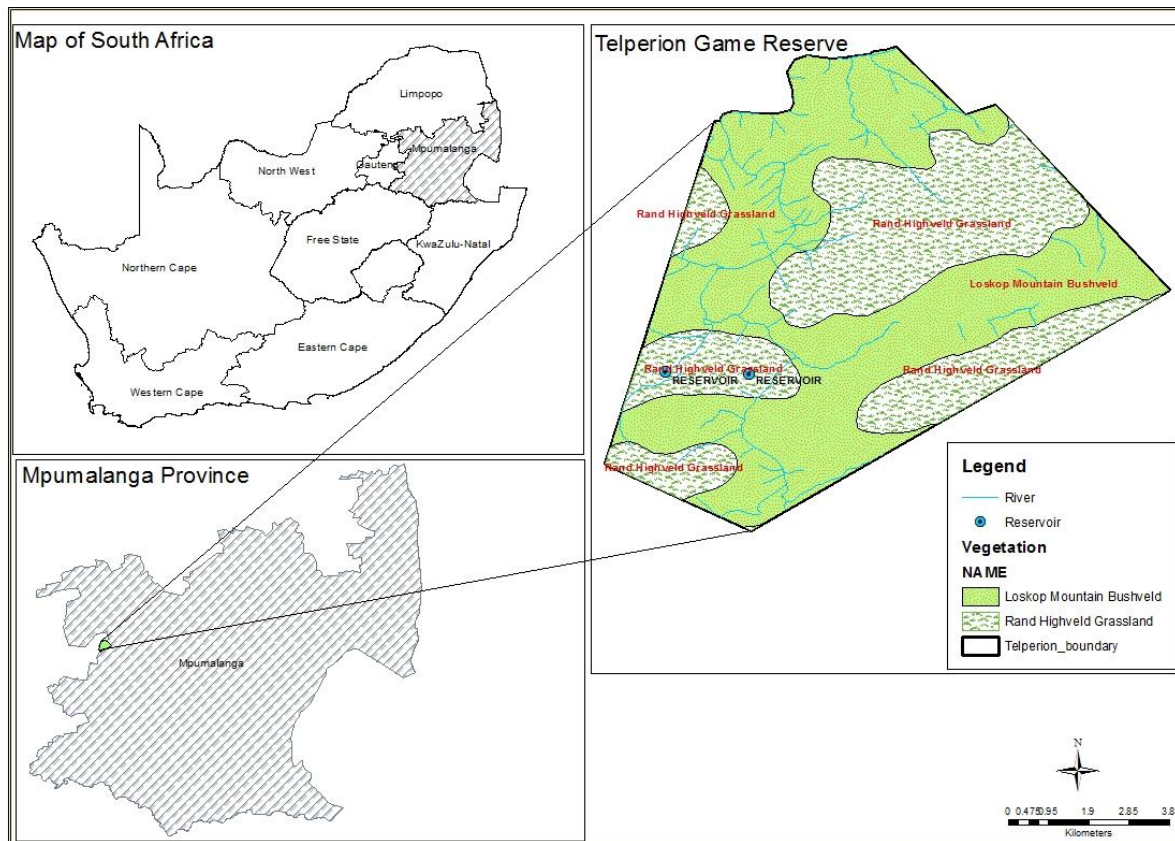 Map of South Africa
Limpopo
Mpumalanga
Gauteng
North West
Free State
KwaZulu-Natal
Northern Cape
Eastern Cape
Western Cape
Mpumalanga Province
Mpumalanga
Telperion Game Reserve
Rand Highveld Grassland
Rand Highveld Grassland
Loskop Mountain Bushveld
Rand Highveld Grassland
RESERVOIR
RESERVOIR
Rand Highveld Grassland
Rand Highveld Grassland
Legend
River
Reservoir
Vegetation
NAME
Loskop Mountain Bushveld
Rand Highveld Grassland
Telperion_boundary
N
0 0.475 0.95 1.9 2.85 3.8
Kilometers